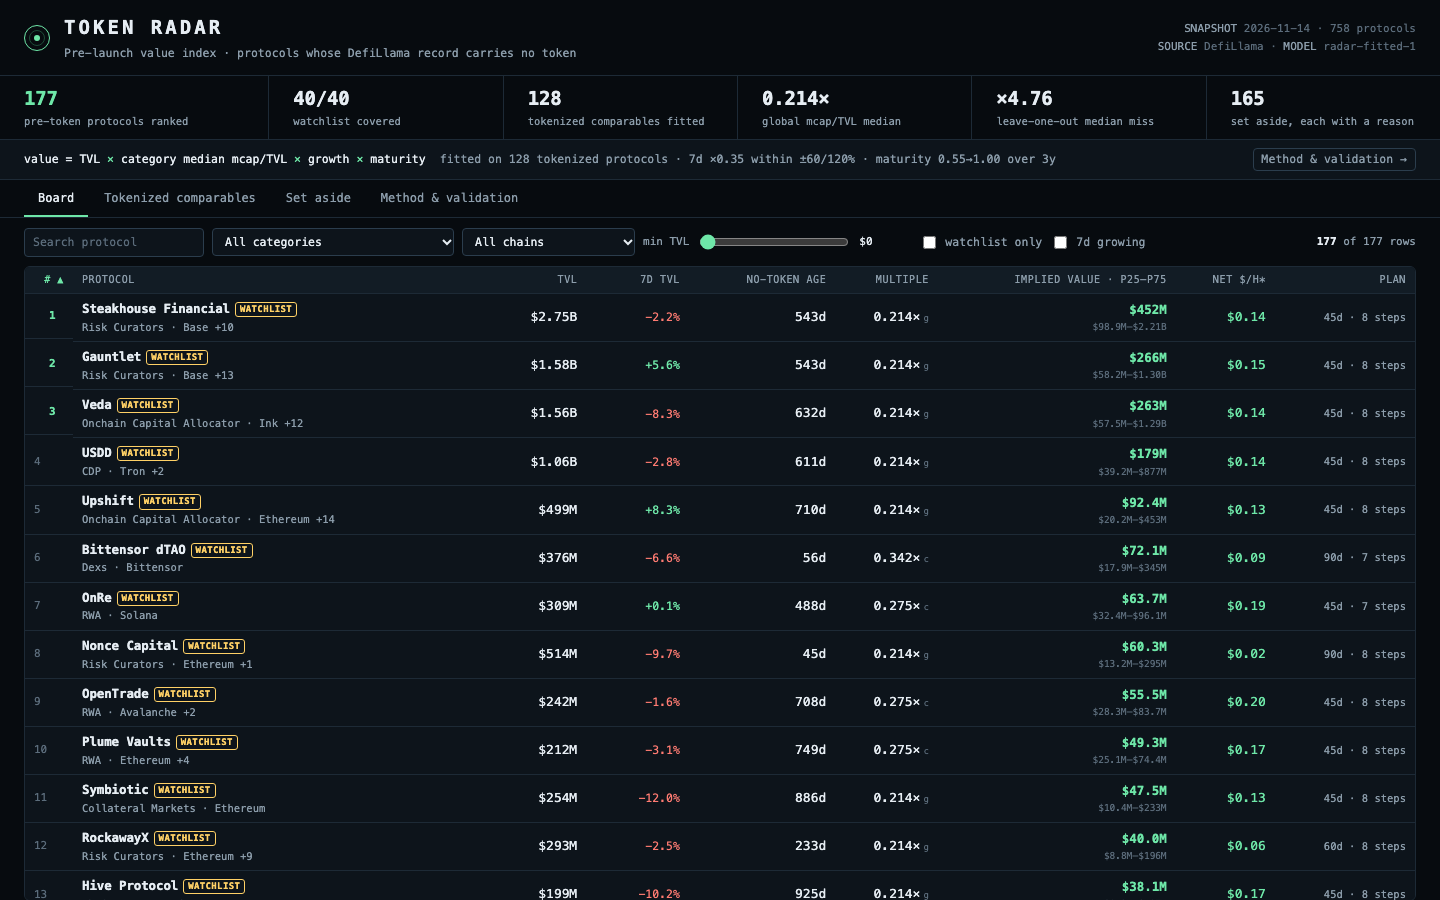 TOKEN RADAR
Pre-launch value index · protocols whose DefiLlama record carries no token
SNAPSHOT 2026-11-14 · 758 protocols
SOURCE DefiLlama · MODEL radar-fitted-1
177
pre-token protocols ranked
40/40
watchlist covered
128
tokenized comparables fitted
0.214×
global mcap/TVL median
×4.76
leave-one-out median miss
165
set aside, each with a reason
value = TVL × category median mcap/TVL × growth × maturity fitted on 128 tokenized protocols · 7d ×0.35 within ±60/120% · maturity 0.55→1.00 over 3y
Method & validation →
Board Tokenized comparables Set aside Method & validation
Search protocol All categories All chains min TVL $0 watchlist only 7d growing 177 of 177 rows
# ▲ PROTOCOL TVL 7D TVL NO-TOKEN AGE MULTIPLE IMPLIED VALUE · P25–P75 NET $/H* PLAN
1 Steakhouse Financial WATCHLIST $2.75B −2.2% 543d 0.214× g $452M $0.14 45d · 8 steps
Risk Curators · Base +10 $98.9M–$2.21B
2 Gauntlet WATCHLIST $1.58B +5.6% 543d 0.214× g $266M $0.15 45d · 8 steps
Risk Curators · Base +13 $58.2M–$1.30B
3 Veda WATCHLIST $1.56B −8.3% 632d 0.214× g $263M $0.14 45d · 8 steps
Onchain Capital Allocator · Ink +12 $57.5M–$1.29B
4 USDD WATCHLIST $1.06B −2.8% 611d 0.214× g $179M $0.14 45d · 8 steps
CDP · Tron +2 $39.2M–$877M
5 Upshift WATCHLIST $499M +8.3% 710d 0.214× g $92.4M $0.13 45d · 8 steps
Onchain Capital Allocator · Ethereum +14 $20.2M–$453M
6 Bittensor dTAO WATCHLIST $376M −6.6% 56d 0.342× c $72.1M $0.09 90d · 7 steps
Dexs · Bittensor $17.9M–$345M
7 OnRe WATCHLIST $309M +0.1% 488d 0.275× c $63.7M $0.19 45d · 7 steps
RWA · Solana $32.4M–$96.1M
8 Nonce Capital WATCHLIST $514M −9.7% 45d 0.214× g $60.3M $0.02 90d · 8 steps
Risk Curators · Ethereum +1 $13.2M–$295M
9 OpenTrade WATCHLIST $242M −1.6% 708d 0.275× c $55.5M $0.20 45d · 8 steps
RWA · Avalanche +2 $28.3M–$83.7M
10 Plume Vaults WATCHLIST $212M −3.1% 749d 0.275× c $49.3M $0.17 45d · 8 steps
RWA · Ethereum +4 $25.1M–$74.4M
11 Symbiotic WATCHLIST $254M −12.0% 886d 0.214× g $47.5M $0.13 45d · 8 steps
Collateral Markets · Ethereum $10.4M–$233M
12 RockawayX WATCHLIST $293M −2.5% 233d 0.214× g $40.0M $0.06 60d · 8 steps
Risk Curators · Ethereum +9 $8.8M–$196M
13 Hive Protocol WATCHLIST $199M −10.2% 925d 0.214× g $38.1M $0.17 45d · 8 steps